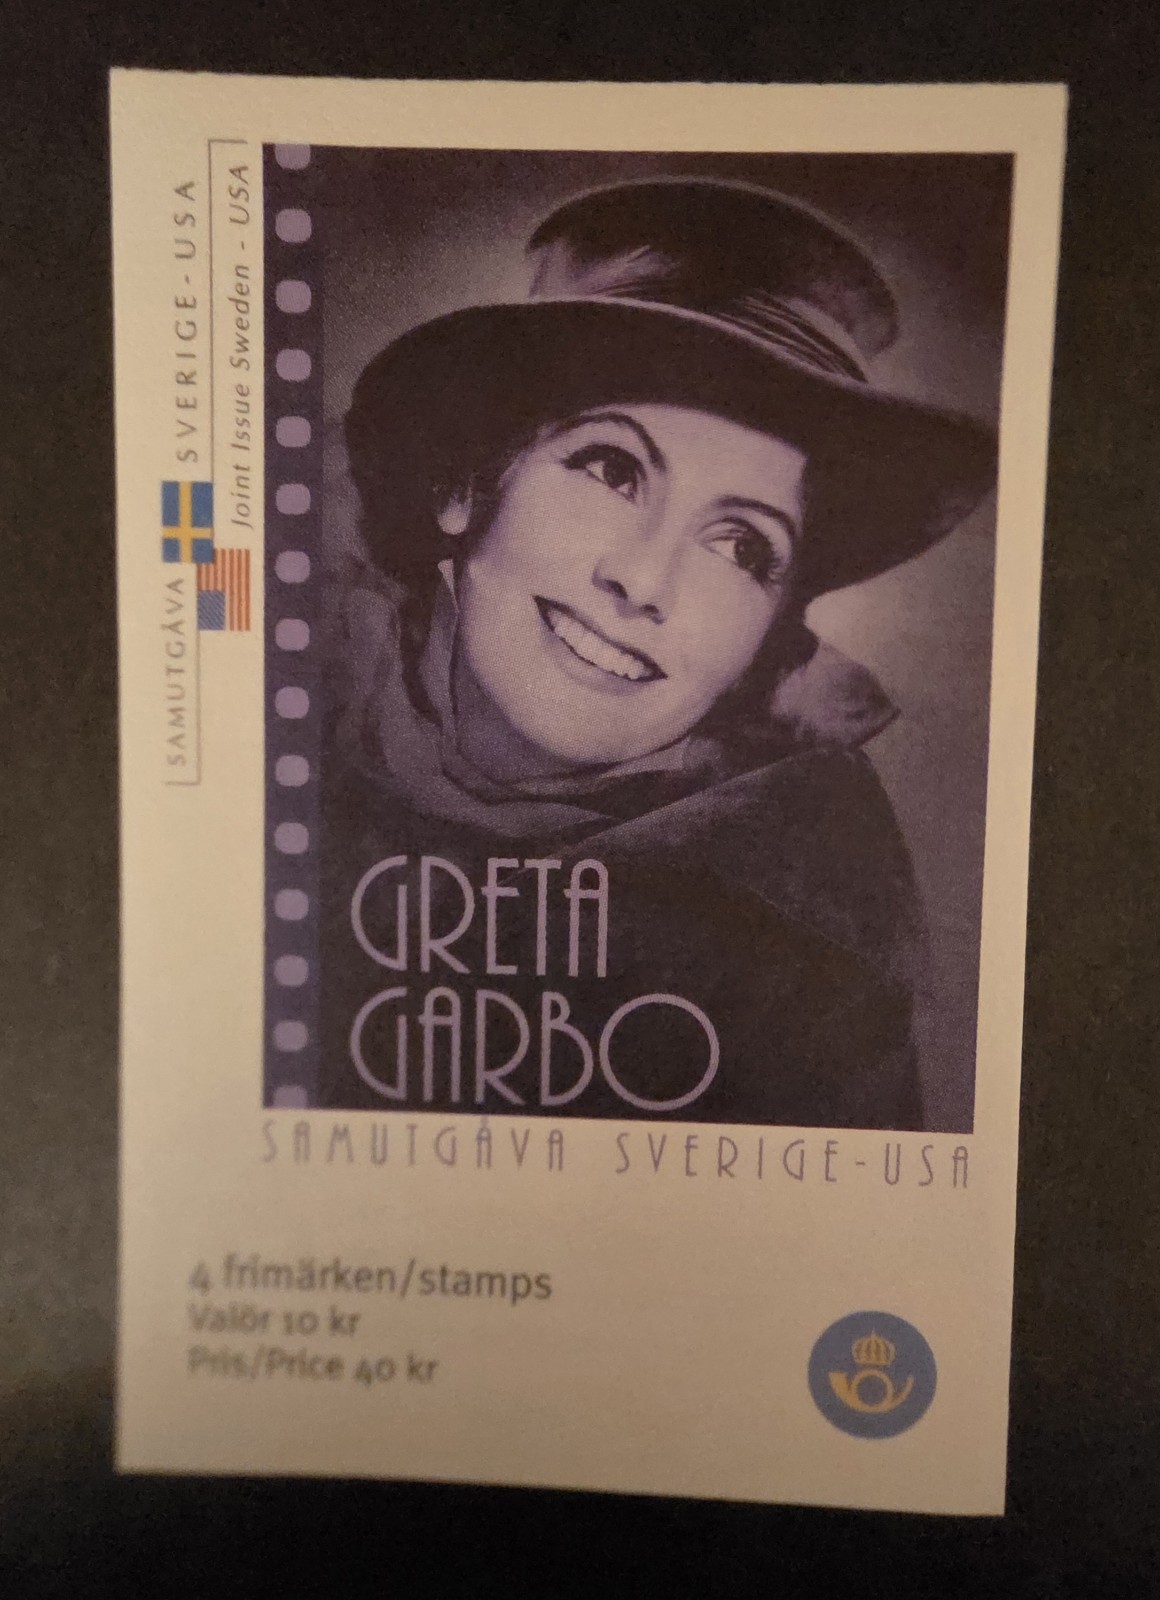 SAMUTGÅVA SVERIGE-USA
Joint Issue Sweden - USA
GRETA
GARBO
SAMUTGÅVA SVERIGE-USA
4 frimärken/stamps
Valör 10 kr
Pris/Price 40 kr